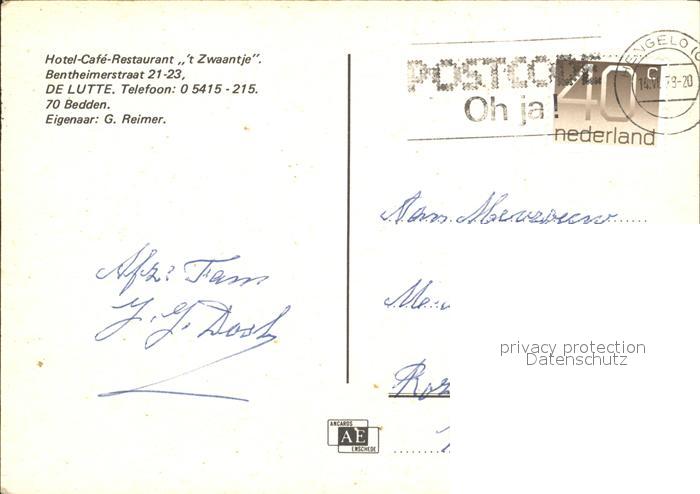 Hotel-Café-Restaurant ,,'t Zwaantje''.
Bentheimerstraat 21-23,
DE LUTTE. Telefoon: 0 5415 - 215.
70 Bedden.
Eigenaar: G. Reimer.
POSTCODE
Oh ja!
40 c
nederland
HENGELO (O
Aan Mevrouw
Afz: Fam
privacy protection
Datenschutz
ANCARDS
AE
ENSCHEDE